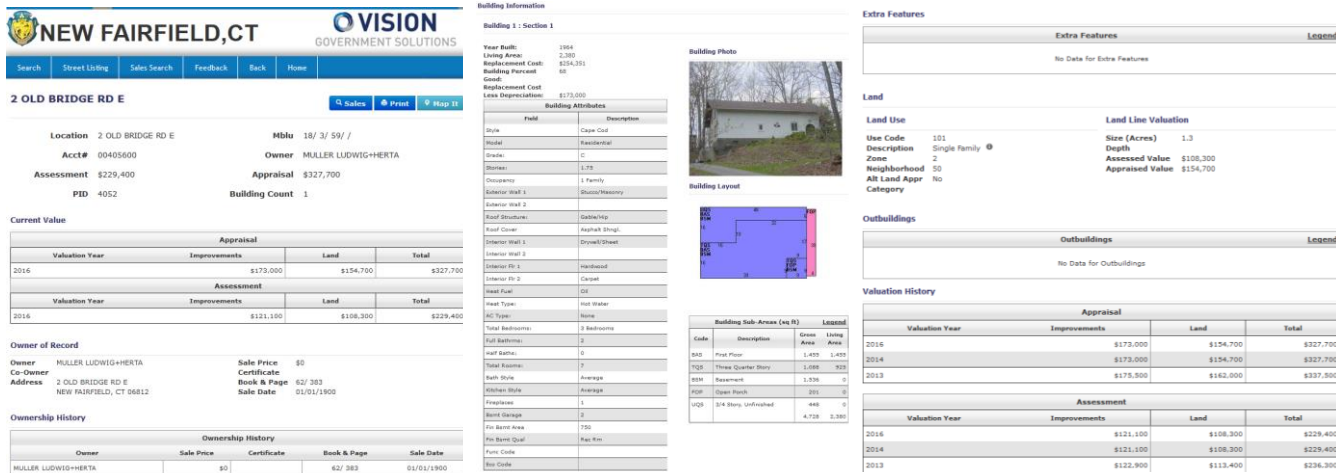 NEW FAIRFIELD,CT
VISION
GOVERNMENT SOLUTIONS
Search Street Listing Sales Search Feedback Back Home
2 OLD BRIDGE RD E
Sales Print Map It
Location 2 OLD BRIDGE RD E Mblu 18/ 3/ 59/ /
Acct# 00405600 Owner MULLER LUDWIG+HERTA
Assessment $229,400 Appraisal $327,700
PID 4052 Building Count 1
Current Value
Appraisal
Valuation Year Improvements Land Total
2016 $173,000 $154,700 $327,700
Assessment
Valuation Year Improvements Land Total
2016 $121,100 $108,300 $229,400
Owner of Record
Owner MULLER LUDWIG+HERTA Sale Price $0
Co-Owner Certificate
Address 2 OLD BRIDGE RD E Book & Page 62/ 383
NEW FAIRFIELD, CT 06812 Sale Date 01/01/1900
Ownership History
Ownership History
Owner Sale Price Certificate Book & Page Sale Date
MULLER LUDWIG+HERTA $0 62/ 383 01/01/1900
Building Information
Building 1 : Section 1
Year Built: 1964
Living Area: 2,380
Replacement Cost: $254,351
Building Percent 68
Good:
Replacement Cost
Less Depreciation: $173,000
Building Attributes
Field Description
Style Cape Cod
Model Residential
Grade: C
Stories: 1.75
Occupancy 1 Family
Exterior Wall 1 Stucco/Masonry
Exterior Wall 2
Roof Structure: Gable/Hip
Roof Cover Asphalt Shngl.
Interior Wall 1 Drywall/Sheet
Interior Wall 2
Interior Flr 1 Hardwood
Interior Flr 2 Carpet
Heat Fuel Oil
Heat Type: Hot Water
AC Type: None
Total Bedrooms: 3 Bedrooms
Full Bathrms: 2
Half Baths: 0
Total Rooms: 7
Bath Style Average
Kitchen Style Average
Fireplaces 1
Bsmt Garage 2
Fin Bsmt Area 750
Fin Bsmt Qual Rec Rm
Func Code
Eco Code
Building Photo
Building Layout
Building Sub-Areas (sq ft) Legend
Code Description Gross Area Living Area
BAS First Floor 1,455 1,455
TQS Three Quarter Story 1,088 925
BSM Basement 1,536 0
FOP Open Porch 201 0
UQS 3/4 Story, Unfinished 448 0
4,728 2,380
Extra Features
Extra Features Legend
No Data for Extra Features
Land
Land Use Land Line Valuation
Use Code 101 Size (Acres) 1.3
Description Single Family Depth
Zone 2 Assessed Value $108,300
Neighborhood 50 Appraised Value $154,700
Alt Land Appr No
Category
Outbuildings
Outbuildings Legend
No Data for Outbuildings
Valuation History
Appraisal
Valuation Year Improvements Land Total
2016 $173,000 $154,700 $327,700
2014 $173,000 $154,700 $327,700
2013 $175,500 $162,000 $337,500
Assessment
Valuation Year Improvements Land Total
2016 $121,100 $108,300 $229,400
2014 $121,100 $108,300 $229,400
2013 $122,900 $113,400 $236,300